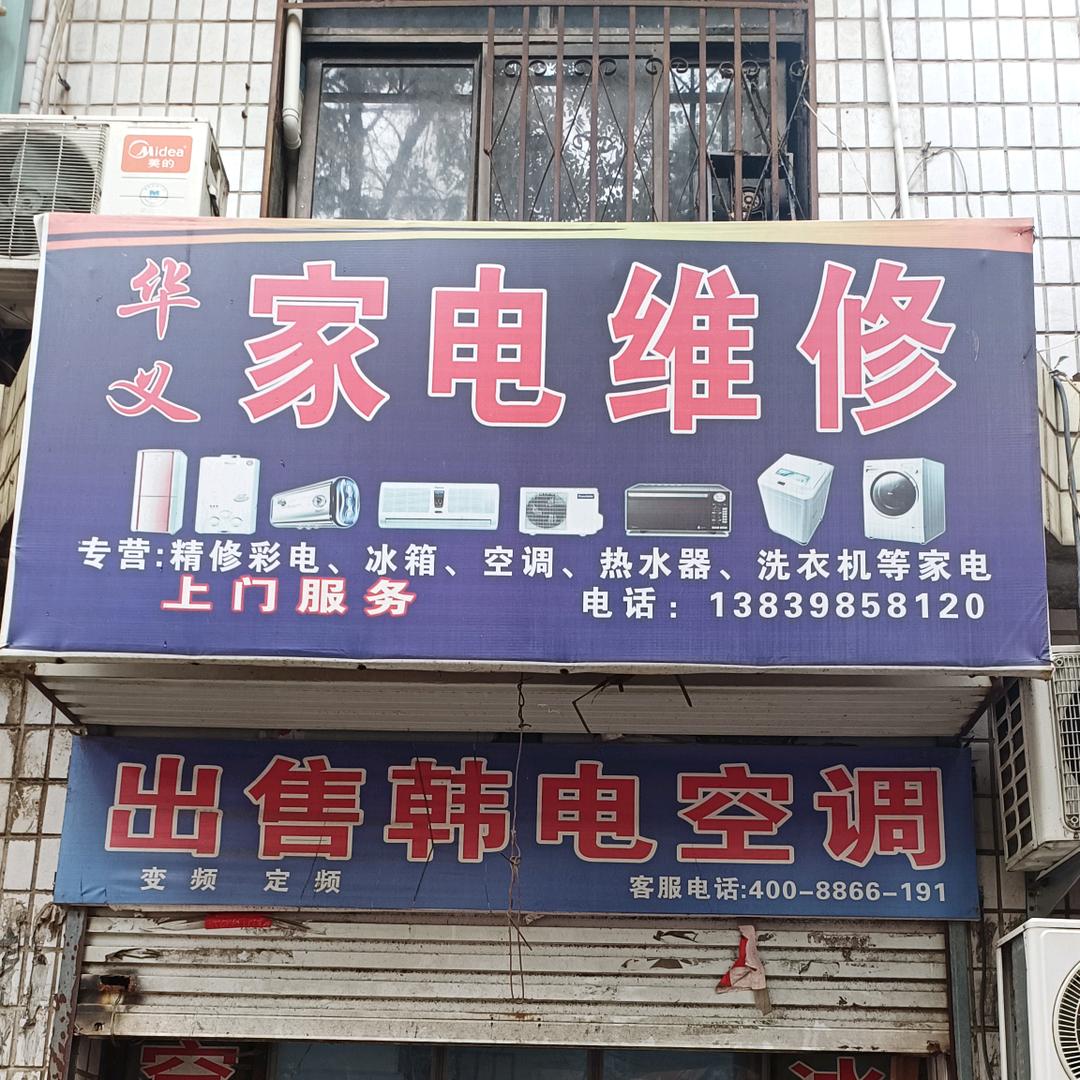 Midea
美的
华义 家电维修
专营:精修彩电、冰箱、空调、热水器、洗衣机等家电
上门服务 电话: 13839858120
出售韩电空调
变频 定频 客服电话:400-8866-191
空 冰